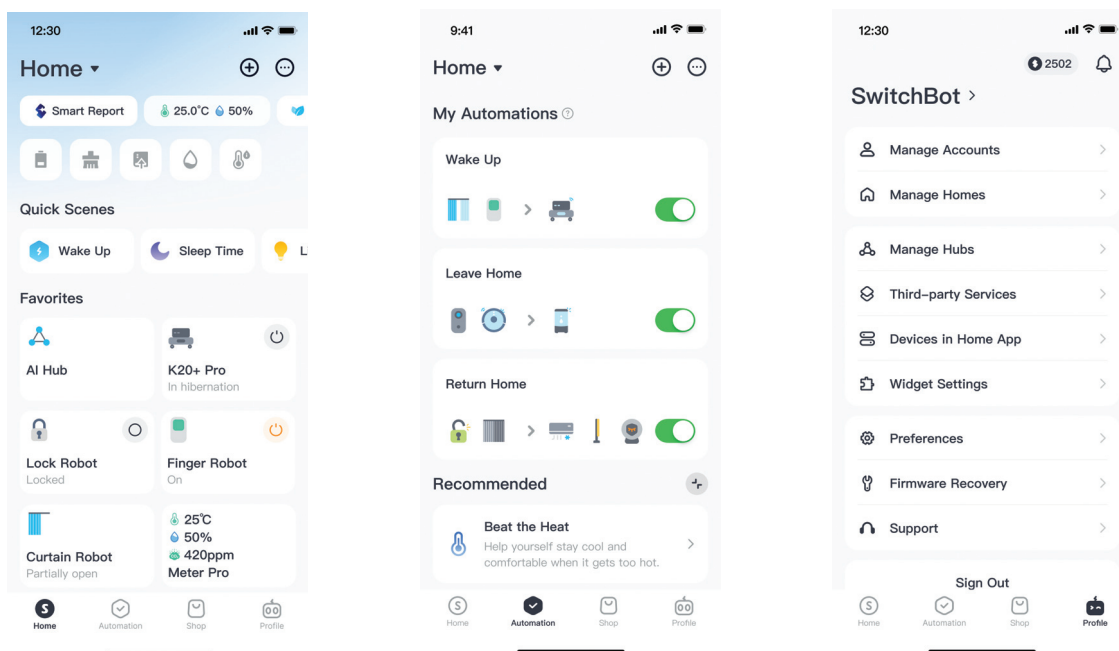 12:30
Home
Smart Report
25.0°C 50%
Quick Scenes
Wake Up
Sleep Time
L
Favorites
AI Hub
K20+ Pro
In hibernation
Lock Robot
Locked
Finger Robot
On
Curtain Robot
Partially open
25°C
50%
420ppm
Meter Pro
Home
Automation
Shop
Profile
9:41
Home
My Automations
Wake Up
Leave Home
Return Home
Recommended
Beat the Heat
Help yourself stay cool and
comfortable when it gets too hot.
Home
Automation
Shop
Profile
12:30
2502
SwitchBot >
Manage Accounts
Manage Homes
Manage Hubs
Third-party Services
Devices in Home App
Widget Settings
Preferences
Firmware Recovery
Support
Sign Out
Home
Automation
Shop
Profile